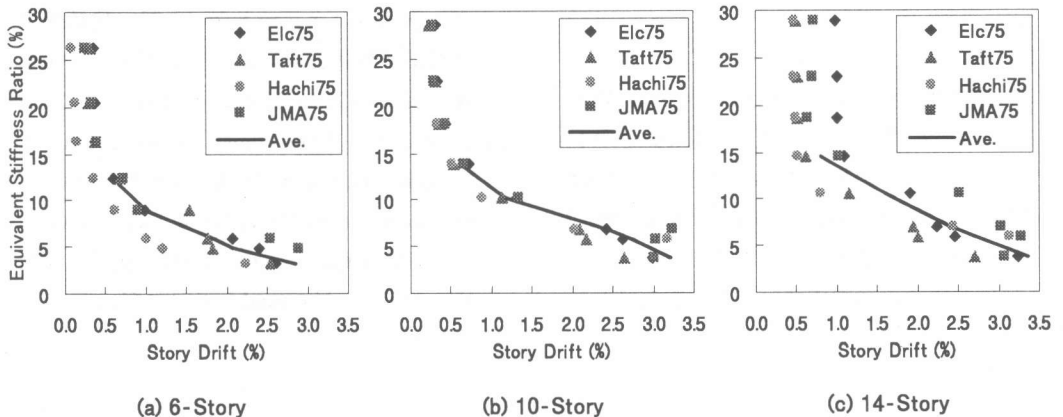 Equivalent Stiffness Ratio (%)
30
25
20
15
10
5
0
0.0 0.5 1.0 1.5 2.0 2.5 3.0 3.5
Story Drift (%)
Elc75
Taft75
Hachi75
JMA75
Ave.
(a) 6-Story
30
25
20
15
10
5
0
0.0 0.5 1.0 1.5 2.0 2.5 3.0 3.5
Story Drift (%)
Elc75
Taft75
Hachi75
JMA75
Ave.
(b) 10-Story
30
25
20
15
10
5
0
0.0 0.5 1.0 1.5 2.0 2.5 3.0 3.5
Story Drift (%)
Elc75
Taft75
Hachi75
JMA75
Ave.
(c) 14-Story